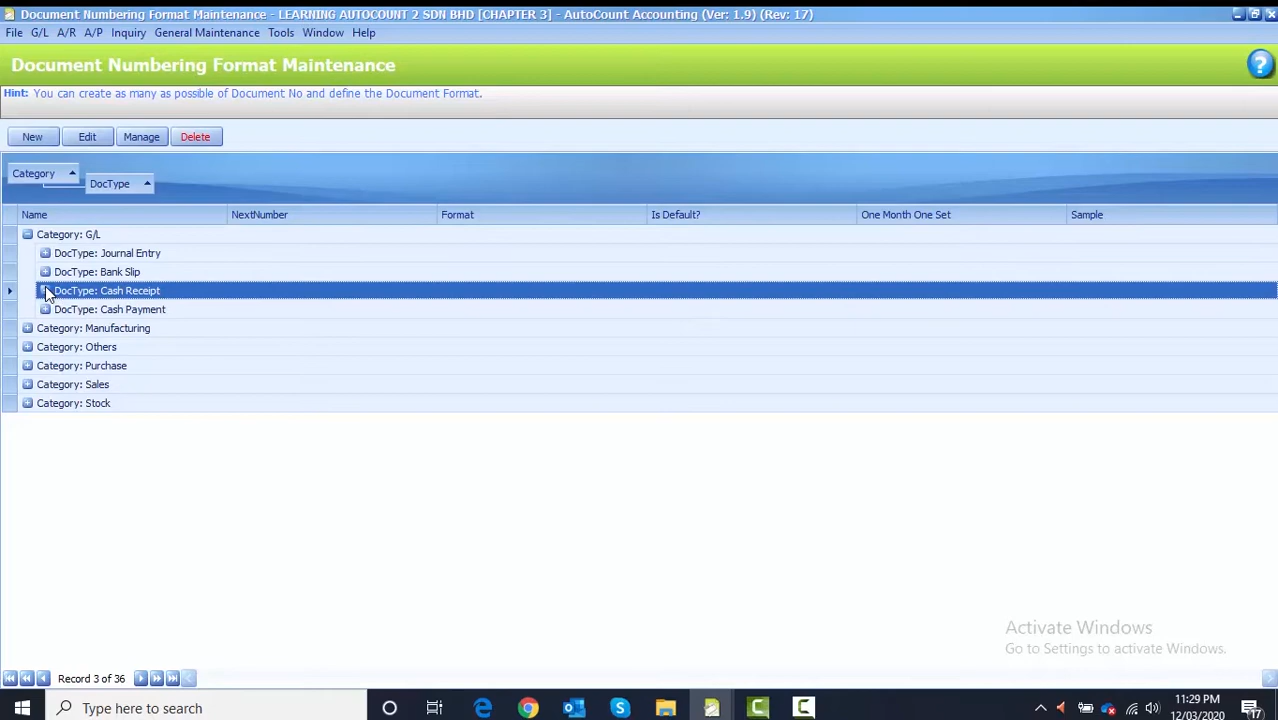 Document Numbering Format Maintenance - LEARNING AUTOCOUNT 2 SDN BHD [CHAPTER 3] - AutoCount Accounting (Ver: 1.9) (Rev: 17)
File G/L A/R A/P Inquiry General Maintenance Tools Window Help
Document Numbering Format Maintenance
?
Hint: You can create as many as possible of Document No and define the Document Format.
New Edit Manage Delete
Category
DocType
Name NextNumber Format Is Default? One Month One Set Sample
Category: G/L
DocType: Journal Entry
DocType: Bank Slip
DocType: Cash Receipt
DocType: Cash Payment
Category: Manufacturing
Category: Others
Category: Purchase
Category: Sales
Category: Stock
Activate Windows
Go to Settings to activate Windows.
Record 3 of 36
Type here to search
11:29 PM
12/03/2020
17